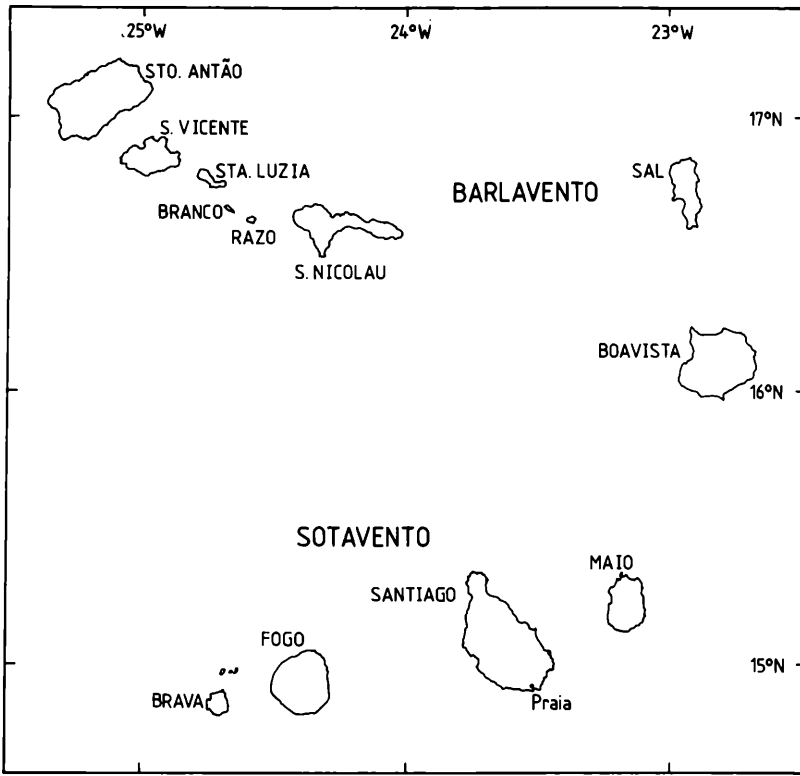 25°W
24°W
23°W
STO. ANTÃO
17°N
S. VICENTE
STA. LUZIA
SAL
BARLAVENTO
BRANCO
RAZO
S. NICOLAU
BOAVISTA
16°N
SOTAVENTO
MAIO
SANTIAGO
FOGO
15°N
BRAVA
Praia